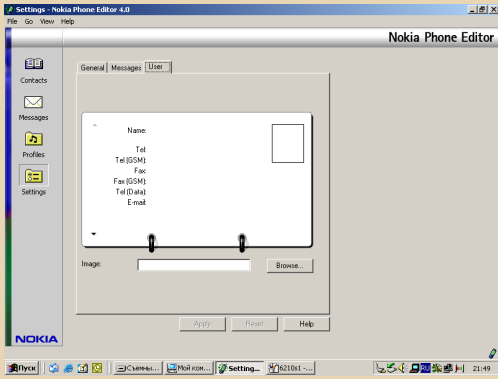 Settings - Nokia Phone Editor 4.0
File Go View Help
Nokia Phone Editor
Contacts
Messages
Profiles
Settings
NOKIA
General Messages User
Name:
Tel:
Tel (GSM):
Fax:
Fax (GSM):
Tel (Data):
E-mail:
Image:
Browse...
Apply Reset Help
Пуск Съемны... Мой ком... Setting... 6210s1 -... RU 21:49